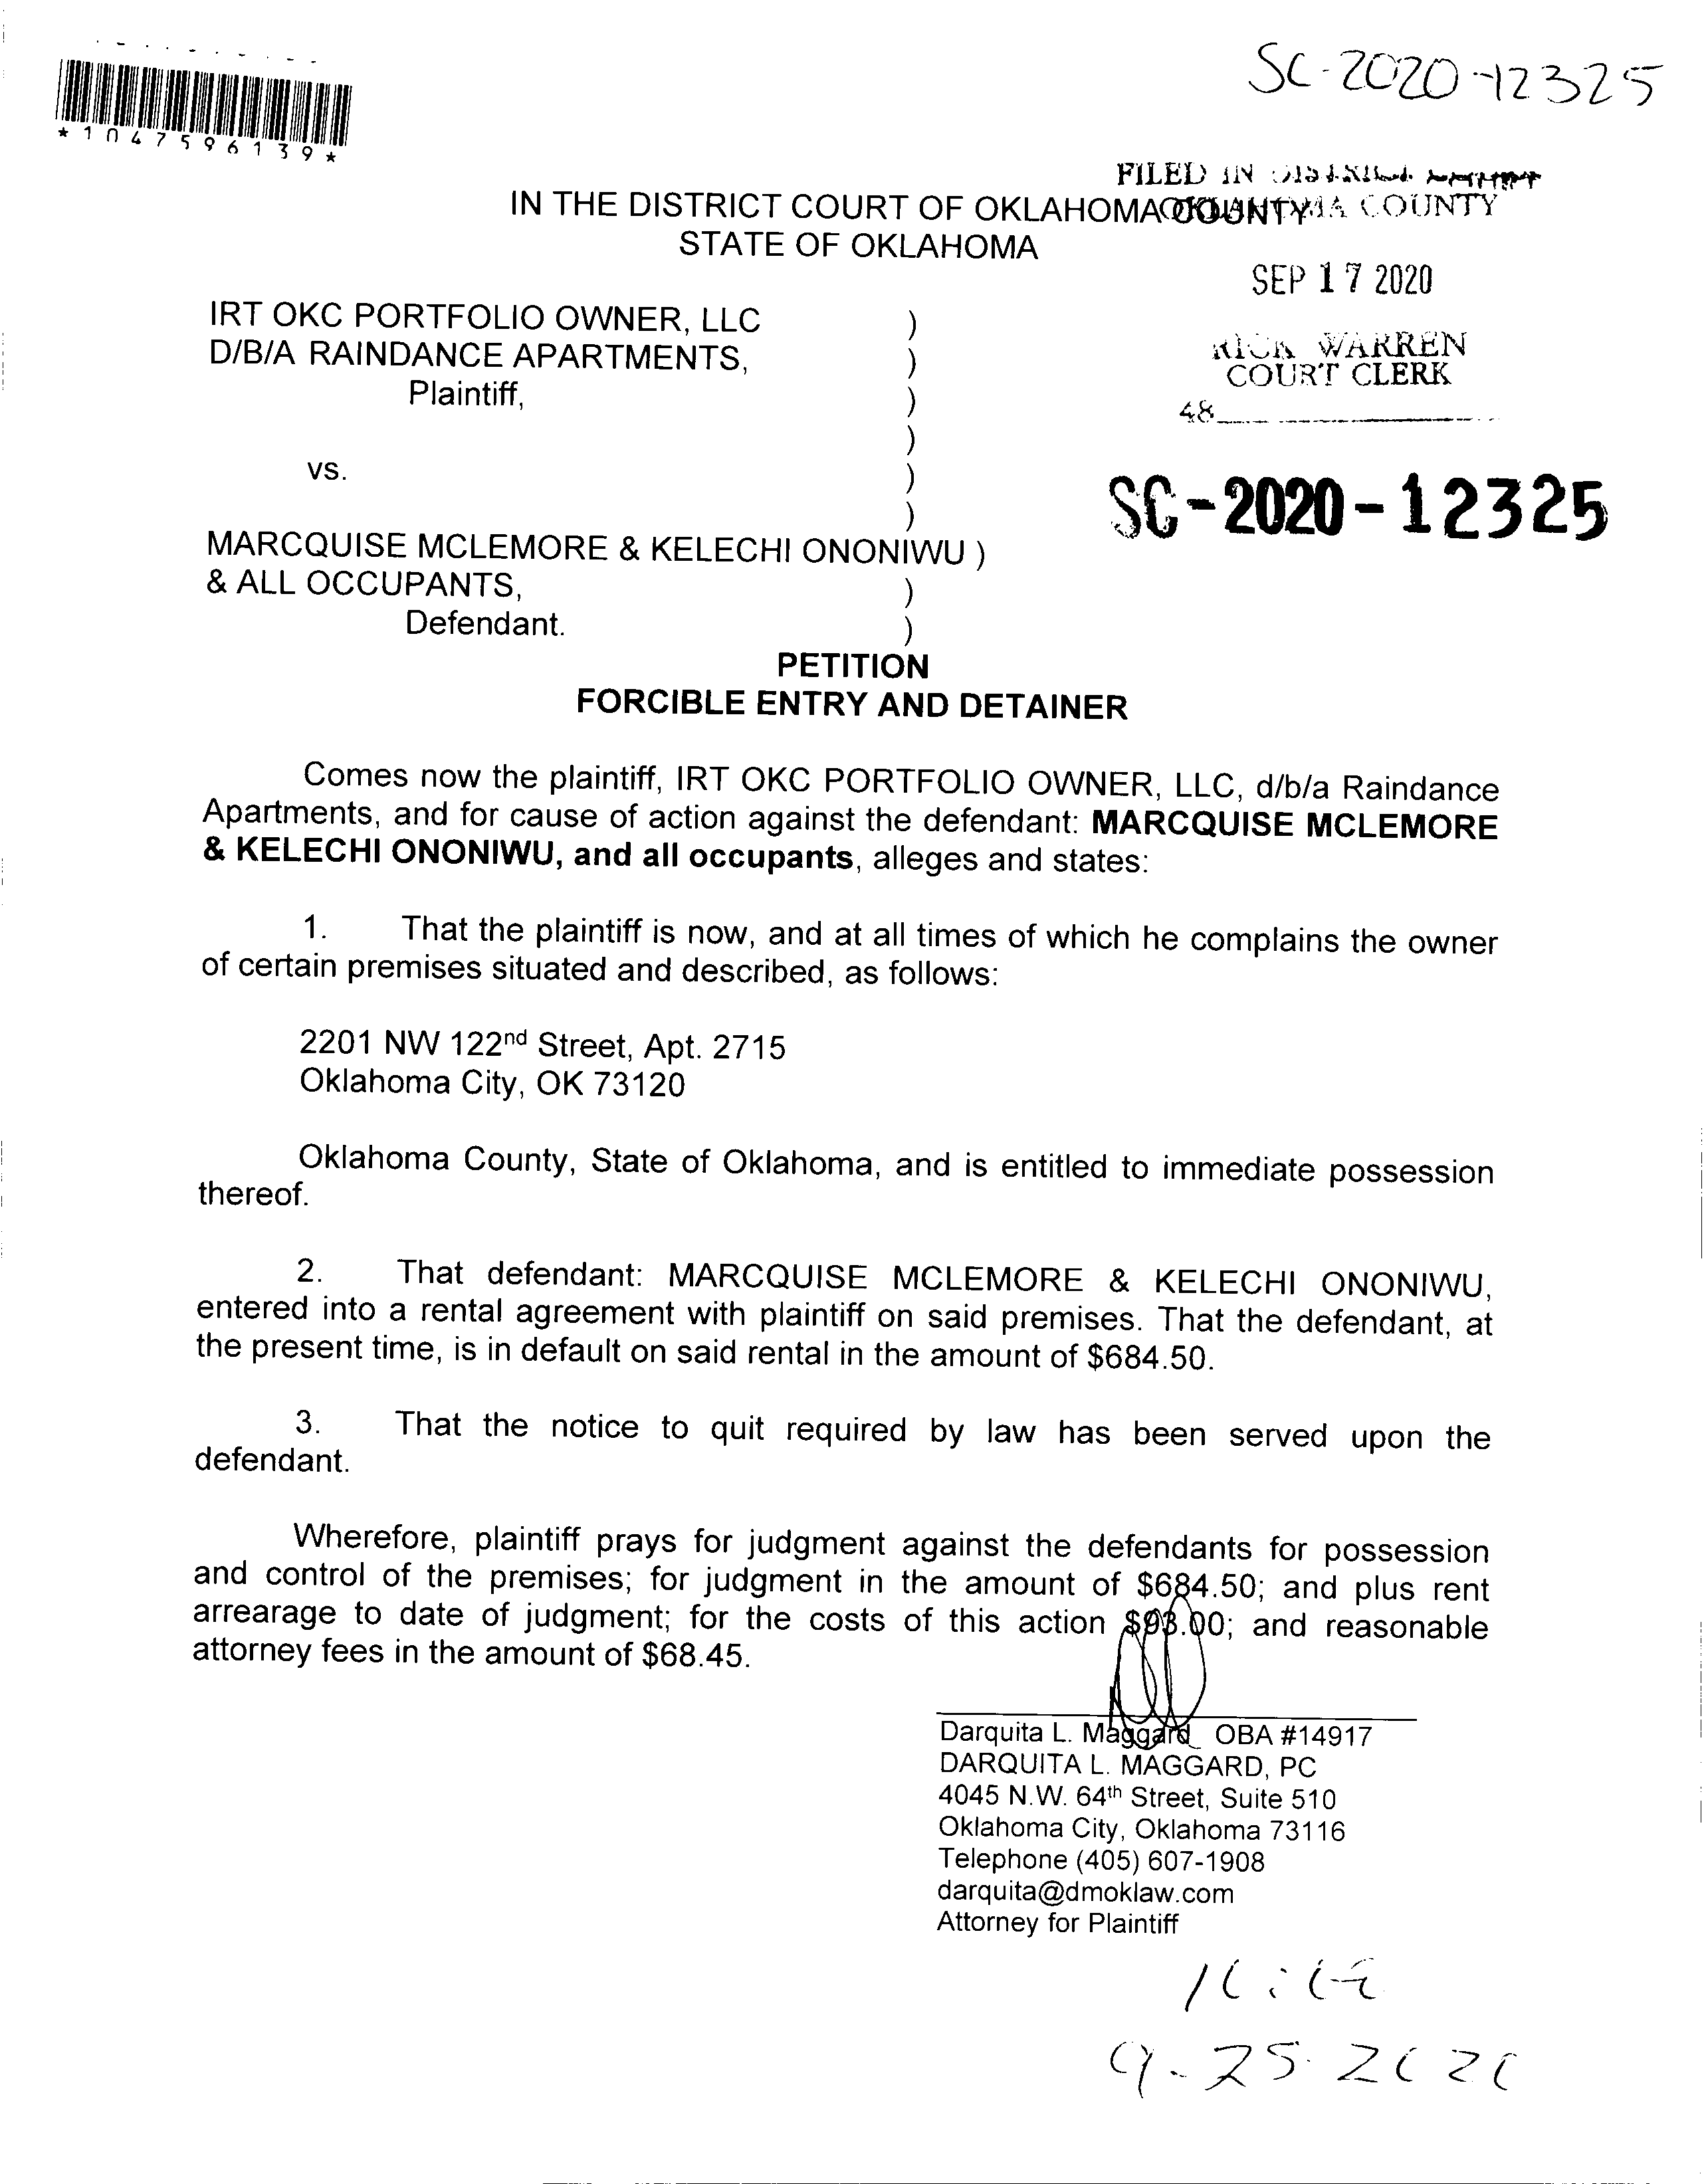 SC-2020-12325
*1047596139*
FILED IN DISTRICT COURT
IN THE DISTRICT COURT OF OKLAHOMA COUNTY
OKLAHOMA COUNTY
STATE OF OKLAHOMA
SEP 17 2020
IRT OKC PORTFOLIO OWNER, LLC )
D/B/A RAINDANCE APARTMENTS, )
Plaintiff, )
)
RICK WARREN
COURT CLERK
48
vs. )
)
SC-2020-12325
MARCQUISE MCLEMORE & KELECHI ONONIWU )
& ALL OCCUPANTS, )
Defendant. )
PETITION
FORCIBLE ENTRY AND DETAINER
Comes now the plaintiff, IRT OKC PORTFOLIO OWNER, LLC, d/b/a Raindance
Apartments, and for cause of action against the defendant: MARCQUISE MCLEMORE
& KELECHI ONONIWU, and all occupants, alleges and states:
1. That the plaintiff is now, and at all times of which he complains the owner
of certain premises situated and described, as follows:
2201 NW 122nd Street, Apt. 2715
Oklahoma City, OK 73120
Oklahoma County, State of Oklahoma, and is entitled to immediate possession
thereof.
2. That defendant: MARCQUISE MCLEMORE & KELECHI ONONIWU,
entered into a rental agreement with plaintiff on said premises. That the defendant, at
the present time, is in default on said rental in the amount of $684.50.
3. That the notice to quit required by law has been served upon the
defendant.
Wherefore, plaintiff prays for judgment against the defendants for possession
and control of the premises; for judgment in the amount of $684.50; and plus rent
arrearage to date of judgment; for the costs of this action $93.00; and reasonable
attorney fees in the amount of $68.45.
Darquita L. Maggard OBA #14917
DARQUITA L. MAGGARD, PC
4045 N.W. 64th Street, Suite 510
Oklahoma City, Oklahoma 73116
Telephone (405) 607-1908
darquita@dmoklaw.com
Attorney for Plaintiff
9-25-2020